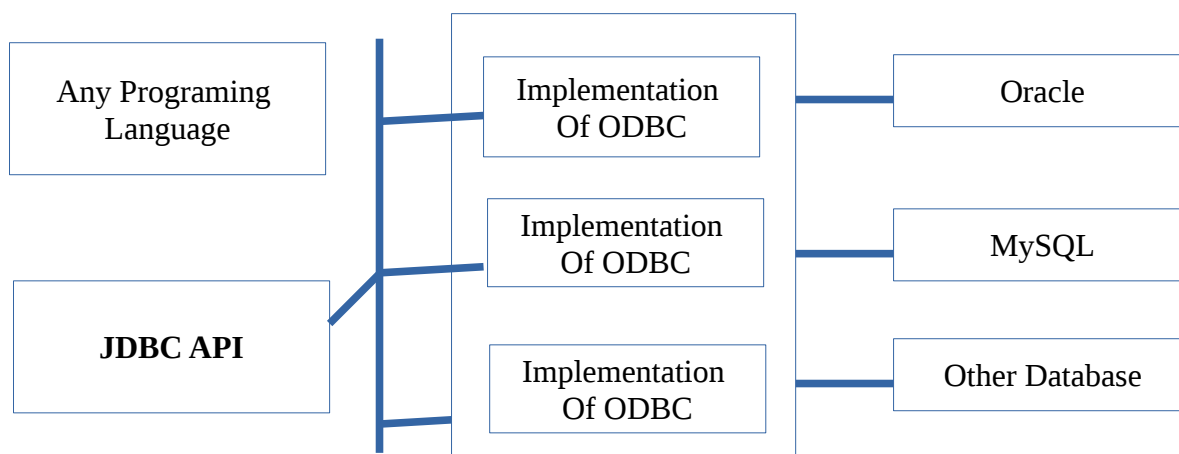 Any Programing
Language
JDBC API
Implementation
Of ODBC
Implementation
Of ODBC
Implementation
Of ODBC
Oracle
MySQL
Other Database